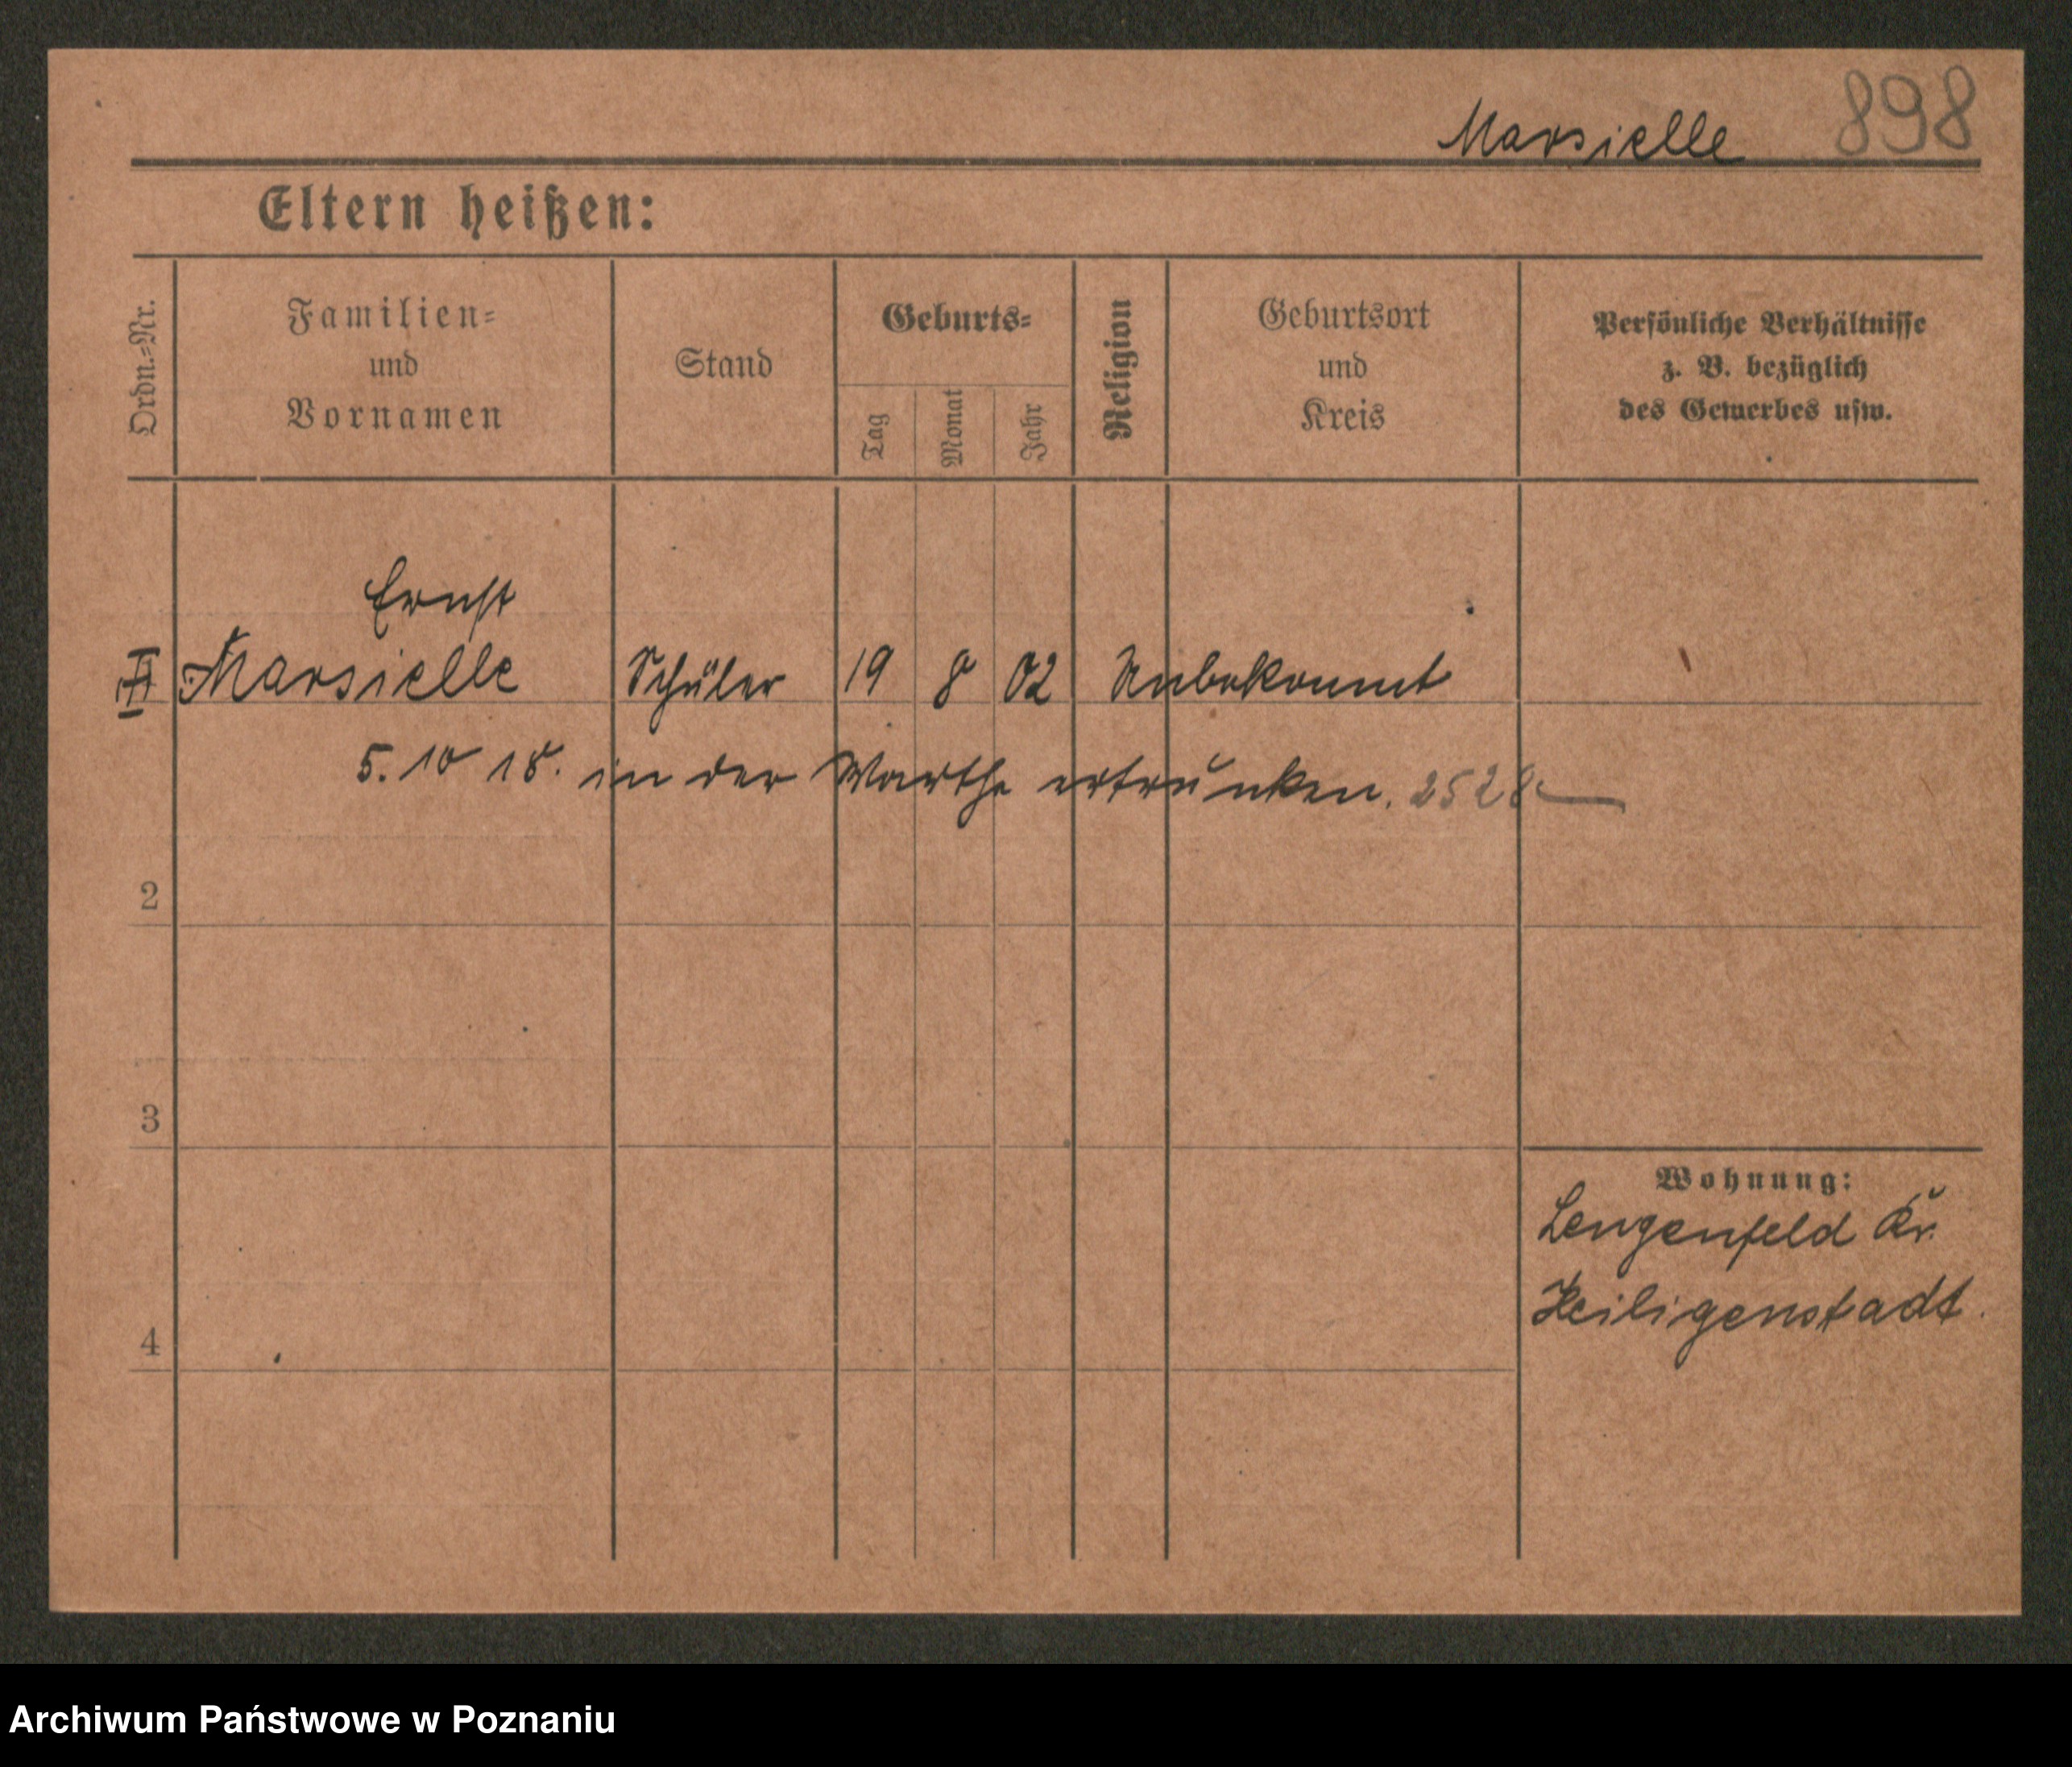 Marsielle 898
Eltern heißen:
Ordn.=Nr.
Familien=
und
Vornamen
Stand
Geburts=
Tag
Monat
Jahr
Religion
Geburtsort
und
Kreis
Persönliche Verhältnisse
z. B. bezüglich
des Gewerbes usw.
Ernst
Marsielle Schüler 19 8 02 Unbekannt
5. 10 18. in der Warthe ertrunken. 2528
2
3
4
Wohnung:
Lengenfeld Kr.
Heiligenstadt.
Archiwum Państwowe w Poznaniu